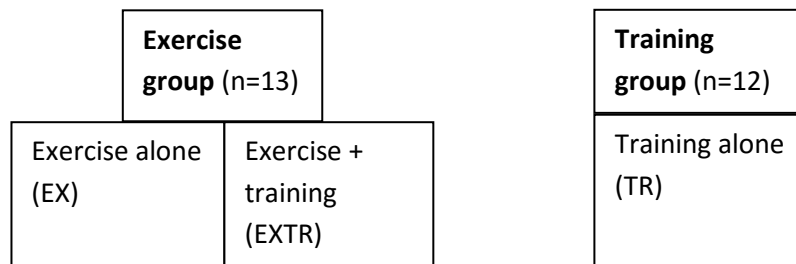 Exercise
group (n=13)
Training
group (n=12)
Exercise alone
(EX)
Exercise +
training
(EXTR)
Training alone
(TR)